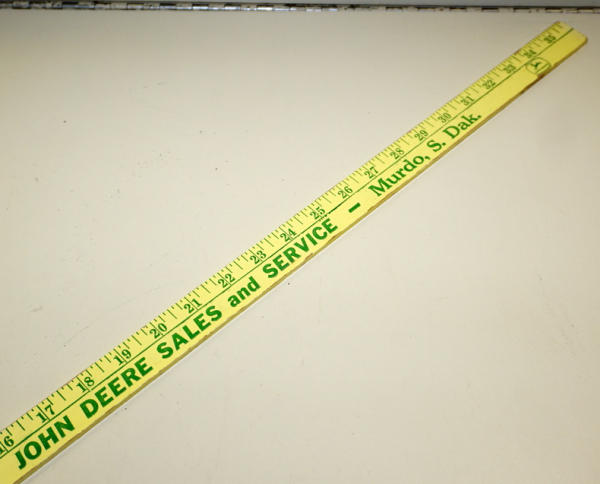 16 17 18 19 20 21 22 23 24 25 26 27 28 29 30 31 32 33 34 35
JOHN DEERE SALES and SERVICE — Murdo, S. Dak.